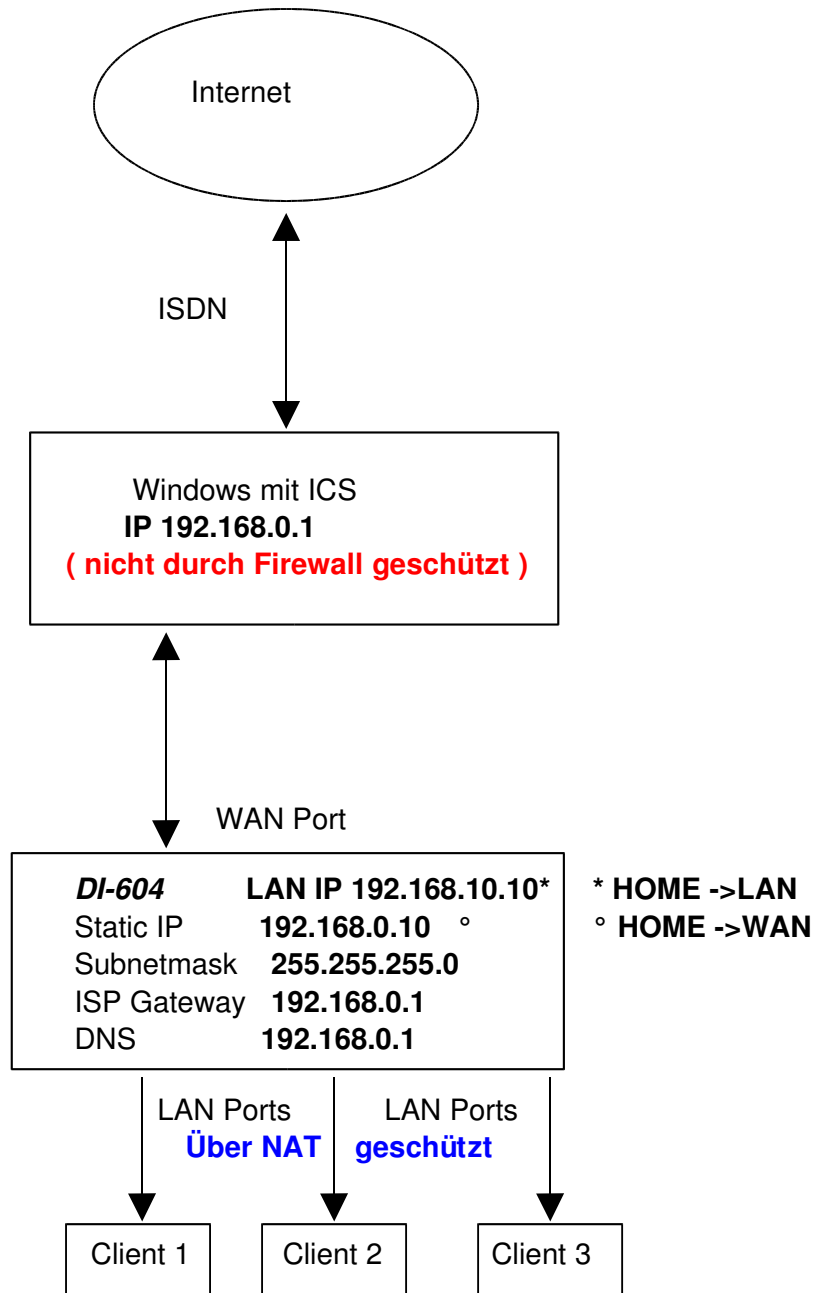 Internet
ISDN
Windows mit ICS
IP 192.168.0.1
( nicht durch Firewall geschützt )
WAN Port
DI-604 LAN IP 192.168.10.10* * HOME ->LAN
Static IP 192.168.0.10 ° ° HOME ->WAN
Subnetmask 255.255.255.0
ISP Gateway 192.168.0.1
DNS 192.168.0.1
LAN Ports LAN Ports
Über NAT geschützt
Client 1 Client 2 Client 3